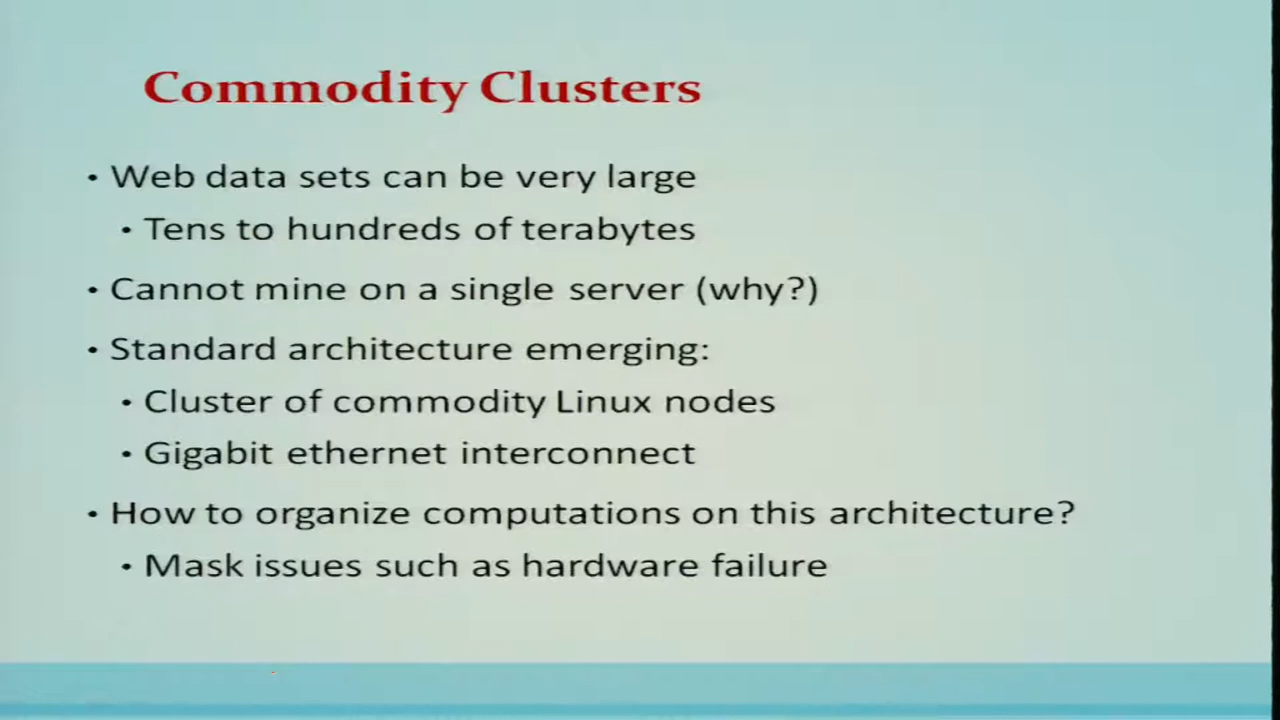 Commodity Clusters
• Web data sets can be very large
• Tens to hundreds of terabytes
• Cannot mine on a single server (why?)
• Standard architecture emerging:
• Cluster of commodity Linux nodes
• Gigabit ethernet interconnect
• How to organize computations on this architecture?
• Mask issues such as hardware failure